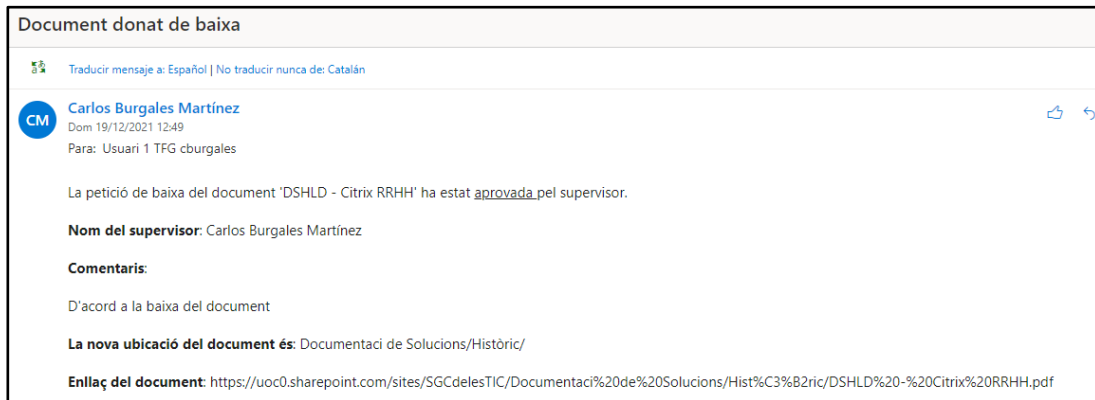 Document donat de baixa
Traducir mensaje a: Español | No traducir nunca de: Catalán
CM
Carlos Burgales Martínez
Dom 19/12/2021 12:49
Para: Usuari 1 TFG cburgales
La petició de baixa del document 'DSHLD - Citrix RRHH' ha estat aprovada pel supervisor.
Nom del supervisor: Carlos Burgales Martínez
Comentaris:
D'acord a la baixa del document
La nova ubicació del document és: Documentaci de Solucions/Històric/
Enllaç del document: https://uoc0.sharepoint.com/sites/SGCdelesTIC/Documentaci%20de%20Solucions/Hist%C3%B2ric/DSHLD%20-%20Citrix%20RRHH.pdf